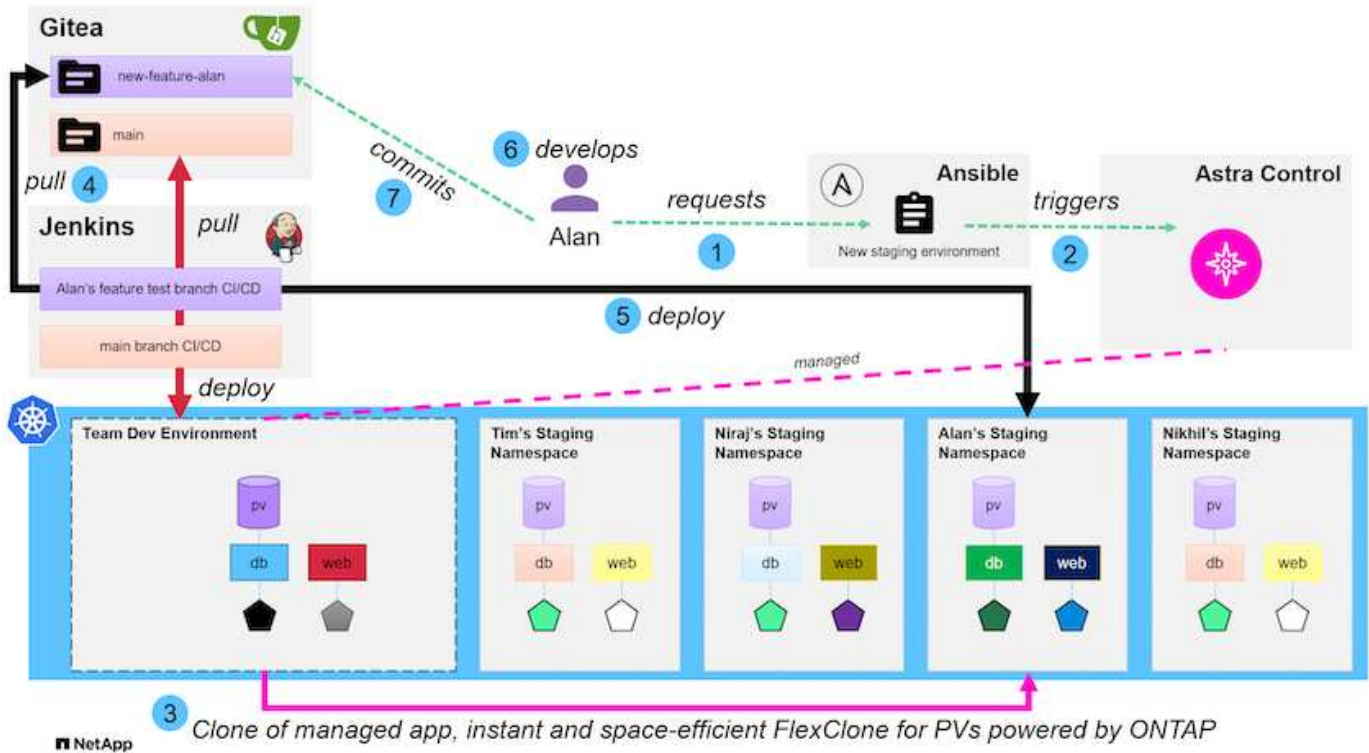 Gitea
new-feature-alan
main
pull 4
Jenkins
pull
Alan's feature test branch CI/CD
main branch CI/CD
deploy
commits
7
6 develops
Alan
requests
1
Ansible
New staging environment
triggers
2
Astra Control
5 deploy
managed
Team Dev Environment
pv
db
web
Tim's Staging
Namespace
pv
db
web
Niraj's Staging
Namespace
pv
db
web
Alan's Staging
Namespace
pv
db
web
Nikhil's Staging
Namespace
pv
db
web
3 Clone of managed app, instant and space-efficient FlexClone for PVs powered by ONTAP
NetApp